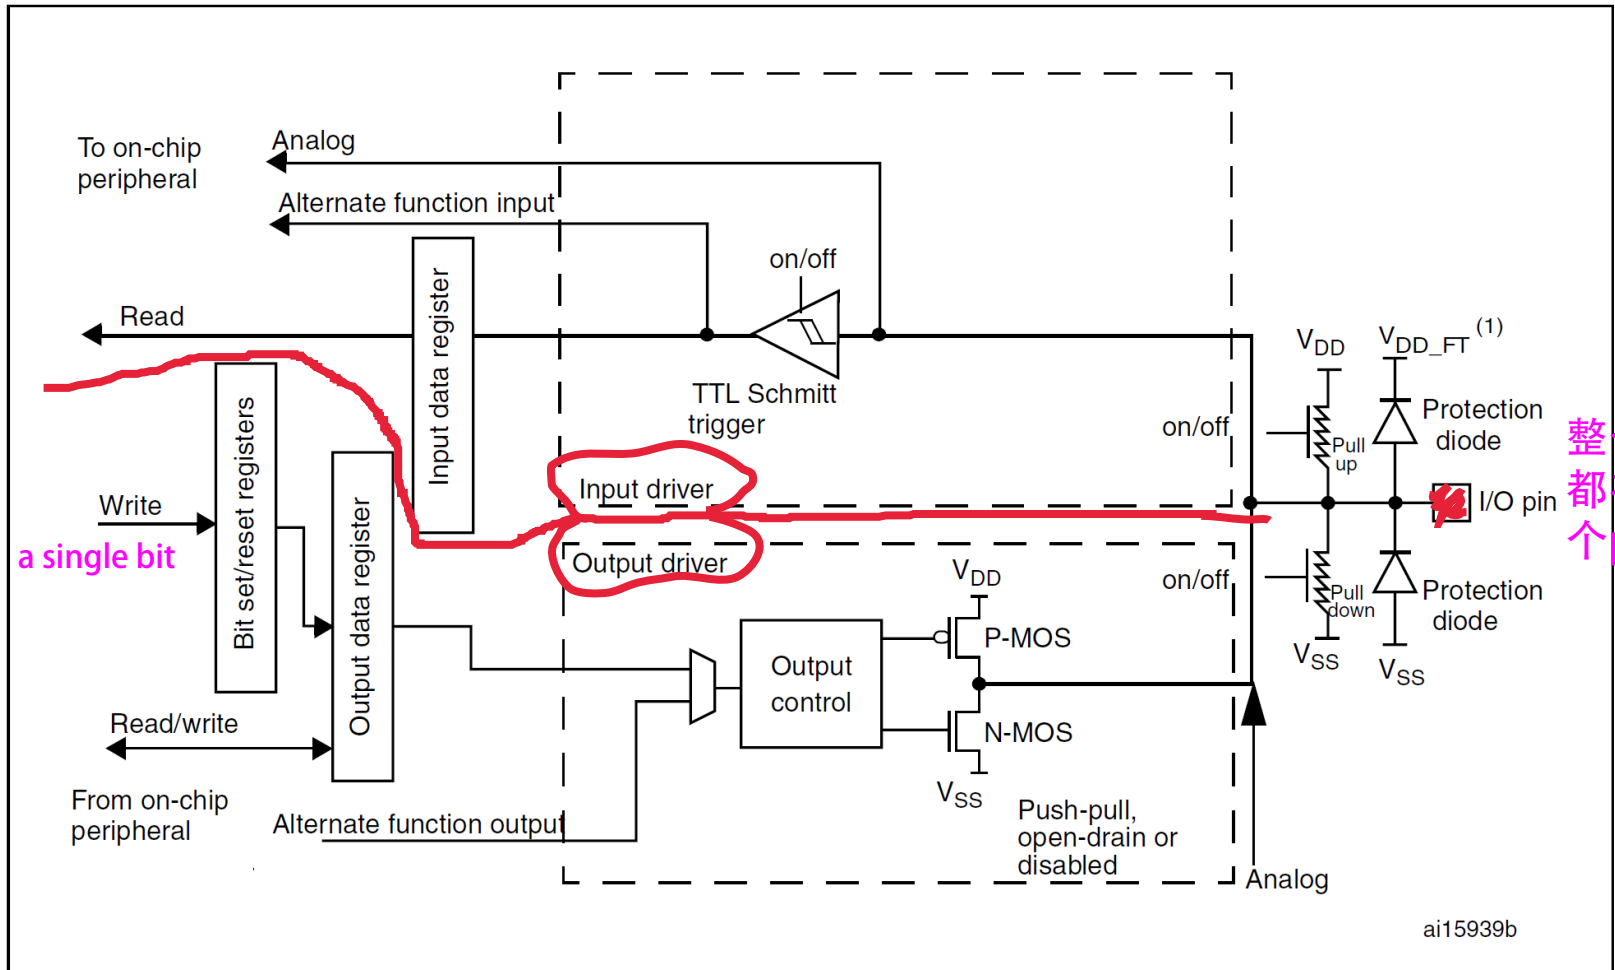 To on-chip
peripheral
Analog
Alternate function input
on/off
Read
Input data register
TTL Schmitt
trigger
VDD
VDD_FT (1)
on/off
Pull
up
Protection
diode
整
都
个
Bit set/reset registers
Output data register
Write
a single bit
Input driver
Output driver
I/O pin
VDD
on/off
Pull
down
Protection
diode
VSS
VSS
P-MOS
Output
control
N-MOS
VSS
Read/write
From on-chip
peripheral
Alternate function output
Push-pull,
open-drain or
disabled
Analog
ai15939b